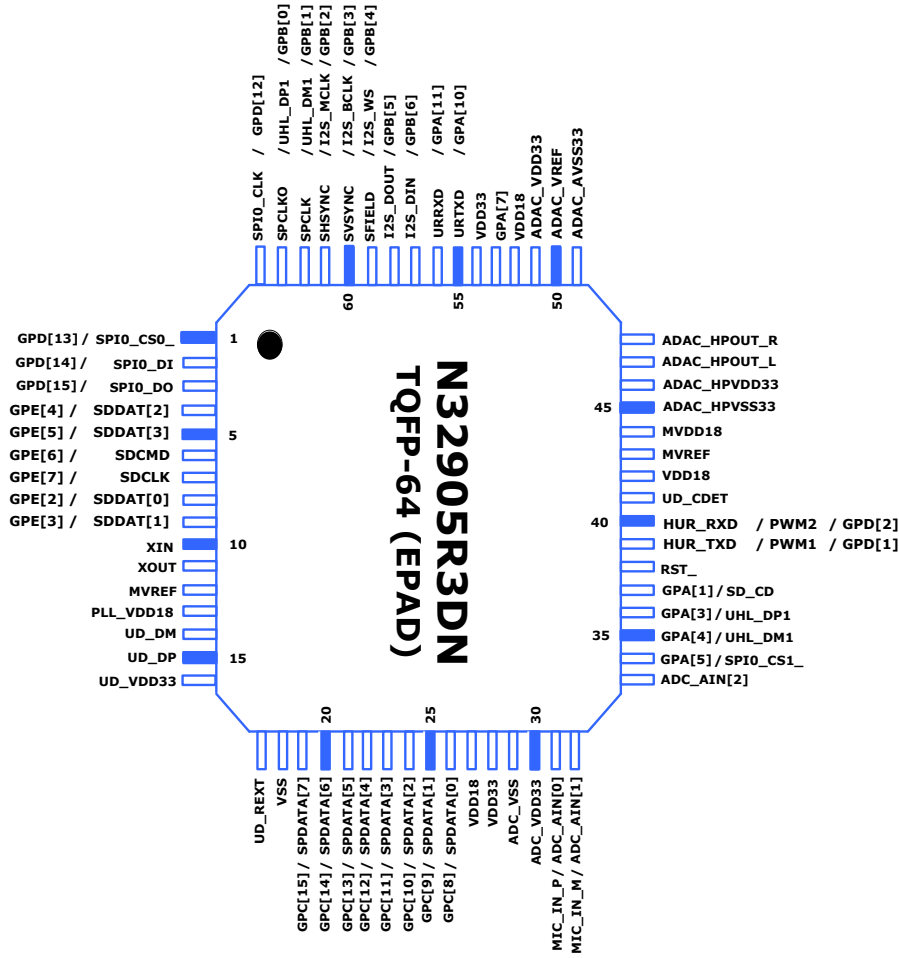 SPI0_CLK / GPD[12]
SPCLKO /UHL_DP1 /GPB[0]
SPCLK /UHL_DM1 /GPB[1]
SHSYNC /I2S_MCLK /GPB[2]
SVSYNC /I2S_BCLK /GPB[3]
SFIELD /I2S_WS /GPB[4]
I2S_DOUT /GPB[5]
I2S_DIN /GPB[6]
URRXD /GPA[11]
URTXD /GPA[10]
VDD33
GPA[7]
VDD18
ADAC_VDD33
ADAC_VREF
ADAC_AVSS33
60
55
50
GPD[13]/ SPI0_CS0_ 1
GPD[14]/ SPI0_DI
GPD[15]/ SPI0_DO
GPE[4] / SDDAT[2]
GPE[5] / SDDAT[3] 5
GPE[6] / SDCMD
GPE[7] / SDCLK
GPE[2] / SDDAT[0]
GPE[3] / SDDAT[1]
XIN 10
XOUT
MVREF
PLL_VDD18
UD_DM
UD_DP 15
UD_VDD33
N32905R3DN
TQFP-64 (EPAD)
ADAC_HPOUT_R
ADAC_HPOUT_L
ADAC_HPVDD33
45 ADAC_HPVSS33
MVDD18
MVREF
VDD18
UD_CDET
40 HUR_RXD / PWM2 / GPD[2]
HUR_TXD / PWM1 / GPD[1]
RST_
GPA[1]/ SD_CD
GPA[3]/ UHL_DP1
35 GPA[4]/ UHL_DM1
GPA[5]/ SPI0_CS1_
ADC_AIN[2]
20
25
30
UD_REXT
VSS
GPC[15]/ SPDATA[7]
GPC[14]/ SPDATA[6]
GPC[13]/ SPDATA[5]
GPC[12]/ SPDATA[4]
GPC[11]/ SPDATA[3]
GPC[10]/ SPDATA[2]
GPC[9]/ SPDATA[1]
GPC[8]/ SPDATA[0]
VDD18
VDD33
ADC_VSS
ADC_VDD33
MIC_IN_P/ ADC_AIN[0]
MIC_IN_M/ ADC_AIN[1]